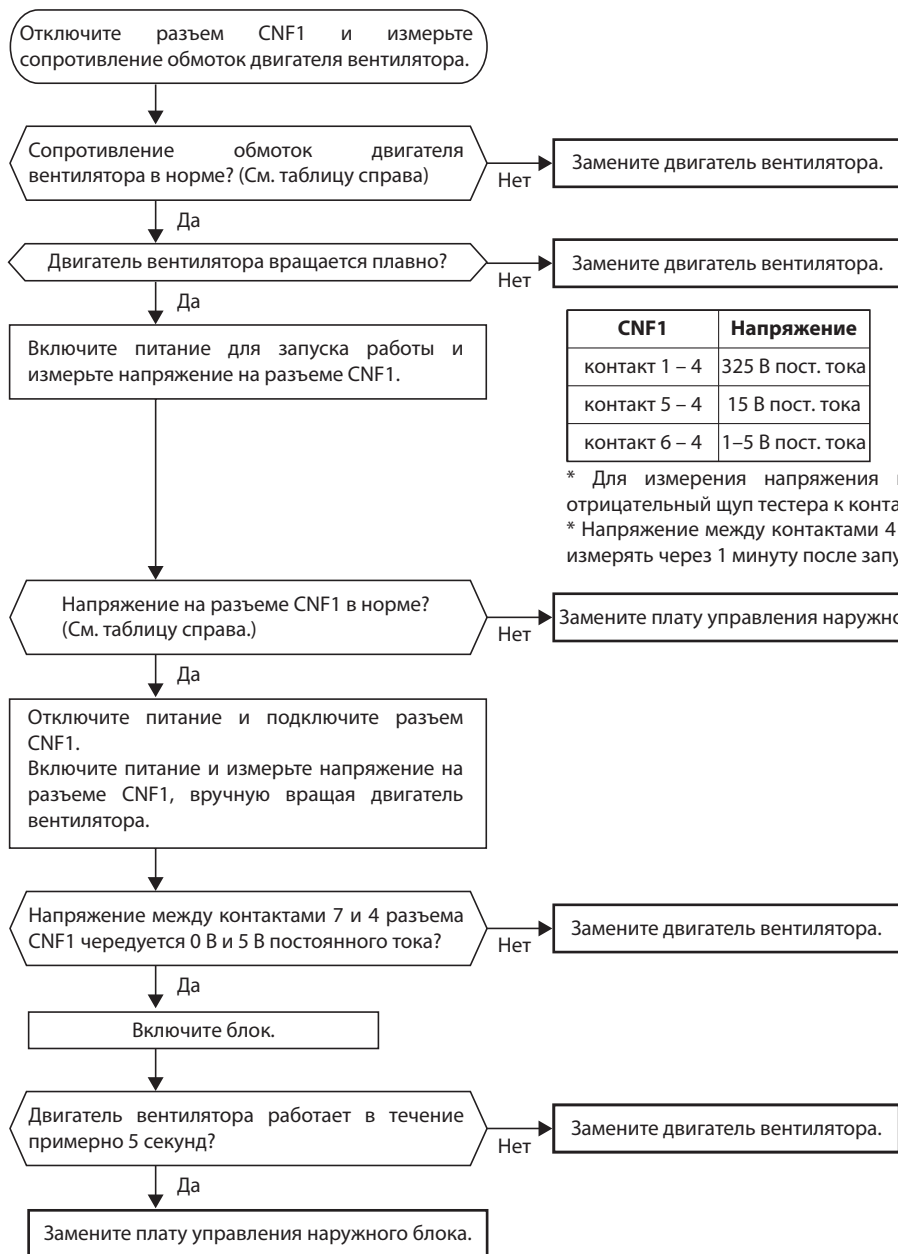 Отключите разъем CNF1 и измерьте
сопротивление обмоток двигателя вентилятора.
Сопротивление обмоток двигателя
вентилятора в норме? (См. таблицу справа)
Нет
Замените двигатель вентилятора.
Да
Двигатель вентилятора вращается плавно?
Нет
Замените двигатель вентилятора.
Да
Включите питание для запуска работы и
измерьте напряжение на разъеме CNF1.
CNF1 Напряжение
контакт 1 – 4 325 В пост. тока
контакт 5 – 4 15 В пост. тока
контакт 6 – 4 1–5 В пост. тока
* Для измерения напряжения
отрицательный щуп тестера к
* Напряжение между контактами 4
измерять через 1 минуту после
Напряжение на разъеме CNF1 в норме?
(См. таблицу справа.)
Нет
Замените плату управления
Да
Отключите питание и подключите разъем
CNF1.
Включите питание и измерьте напряжение на
разъеме CNF1, вручную вращая двигатель
вентилятора.
Напряжение между контактами 7 и 4 разъема
CNF1 чередуется 0 В и 5 В постоянного тока?
Нет
Замените двигатель вентилятора.
Да
Включите блок.
Двигатель вентилятора работает в течение
примерно 5 секунд?
Нет
Замените двигатель вентилятора.
Да
Замените плату управления наружного блока.